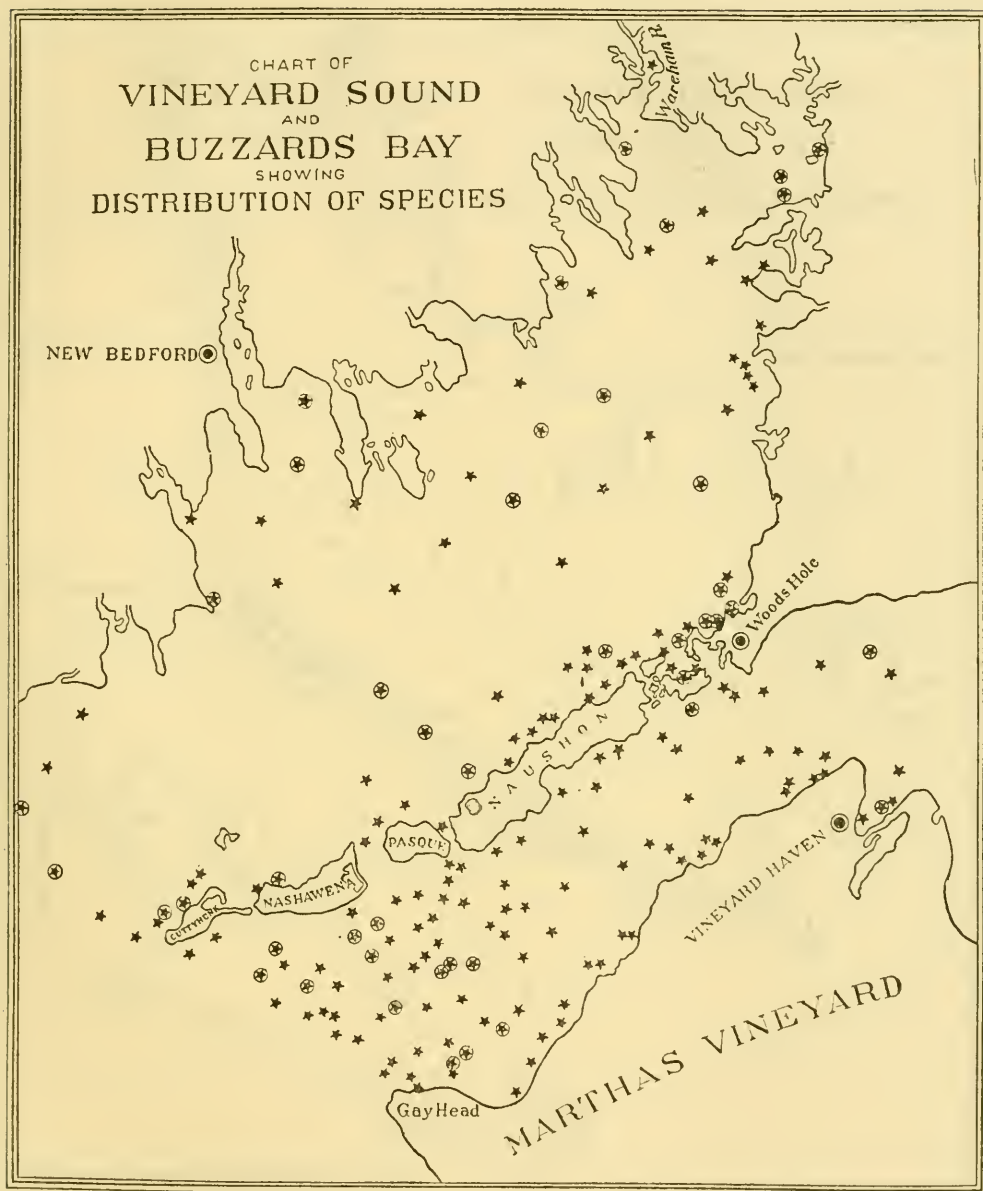 CHART OF
VINEYARD SOUND
AND
BUZZARDS BAY
SHOWING
DISTRIBUTION OF SPECIES
Wareham R.
NEW BEDFORD
Woods Hole
NAUSHON
PASQUE
NASHAWENA
CUTTYHUNK
VINEYARD HAVEN
MARTHAS VINEYARD
Gay Head